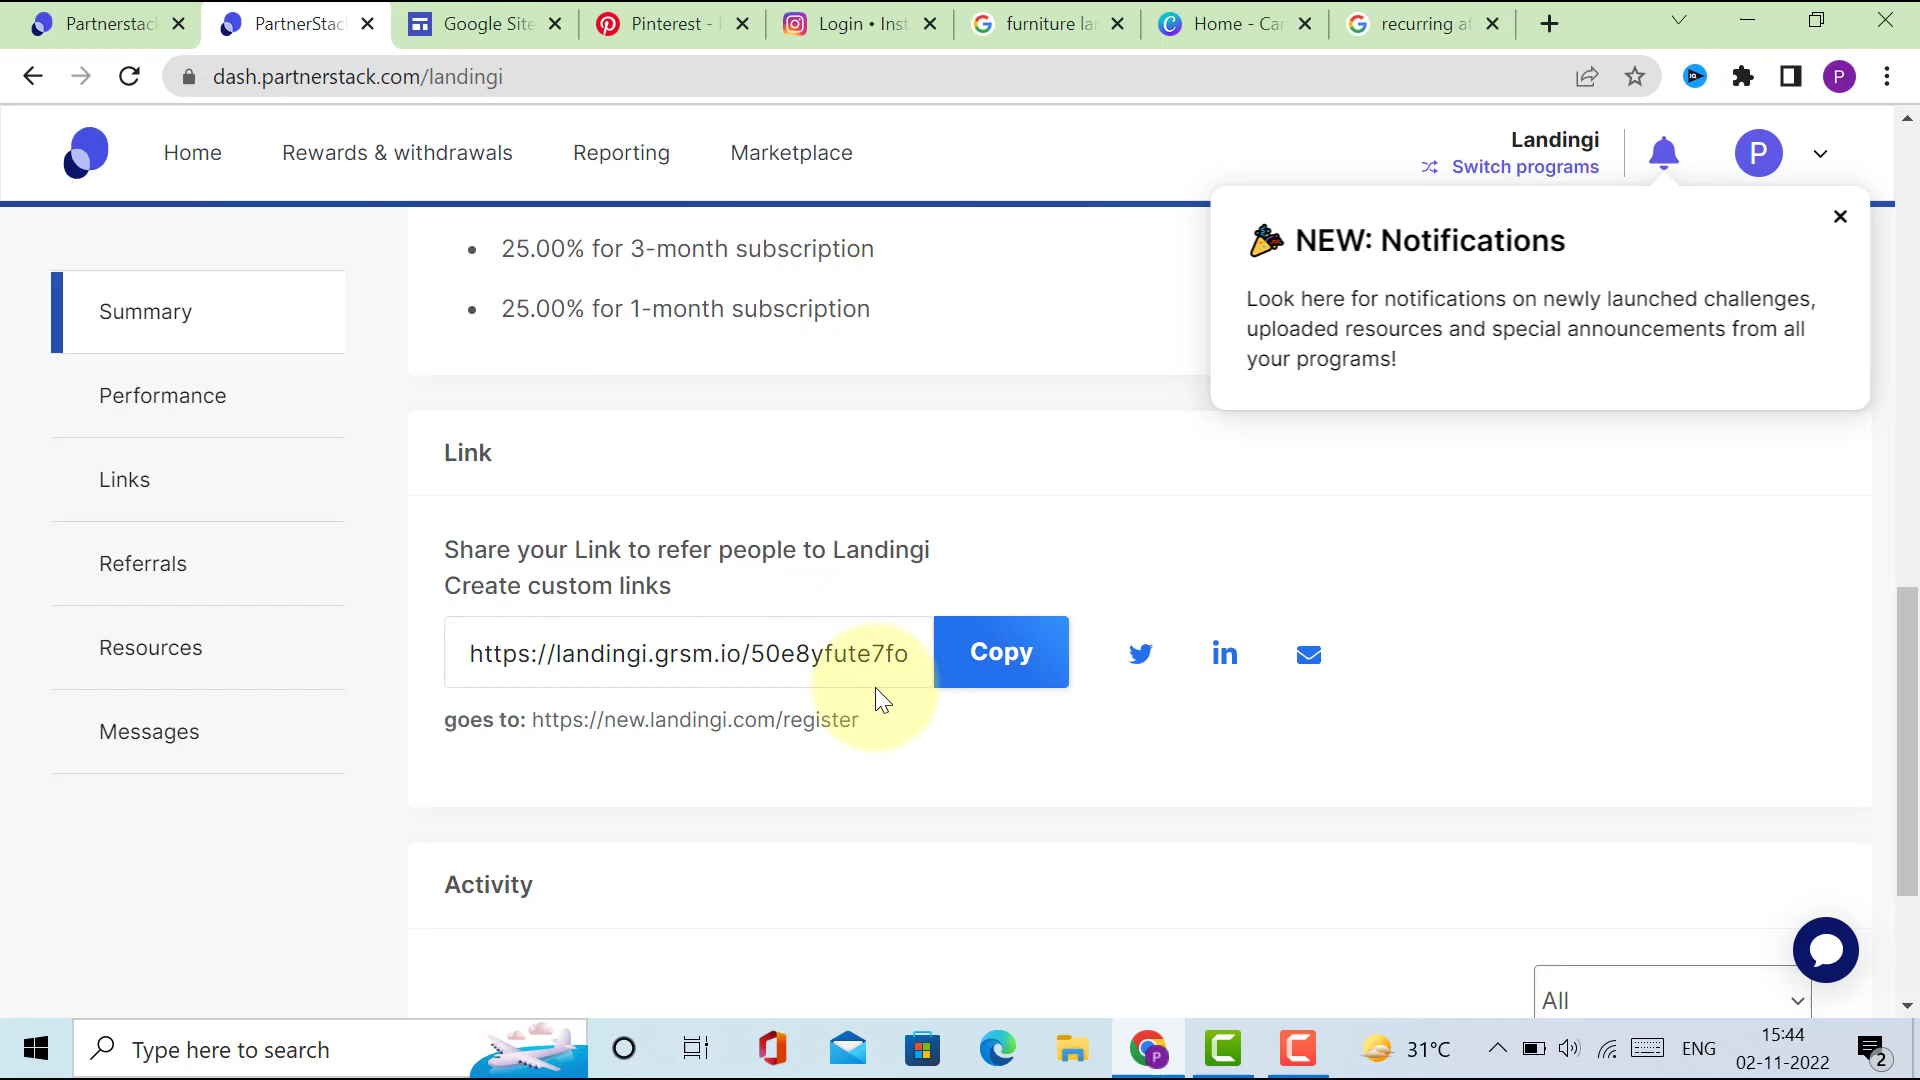 Partnerstack
PartnerStac
Google Site
Pinterest -
Login • Inst
furniture lar
Home - Can
recurring af
dash.partnerstack.com/landingi
P
Home
Rewards & withdrawals
Reporting
Marketplace
Landingi
Switch programs
P
NEW: Notifications
Look here for notifications on newly launched challenges,
uploaded resources and special announcements from all
your programs!
25.00% for 3-month subscription
25.00% for 1-month subscription
Summary
Performance
Links
Referrals
Resources
Messages
Link
Share your Link to refer people to Landingi
Create custom links
https://landingi.grsm.io/50e8yfute7fo
Copy
goes to: https://new.landingi.com/register
Activity
All
Type here to search
31°C
ENG
15:44
02-11-2022
2